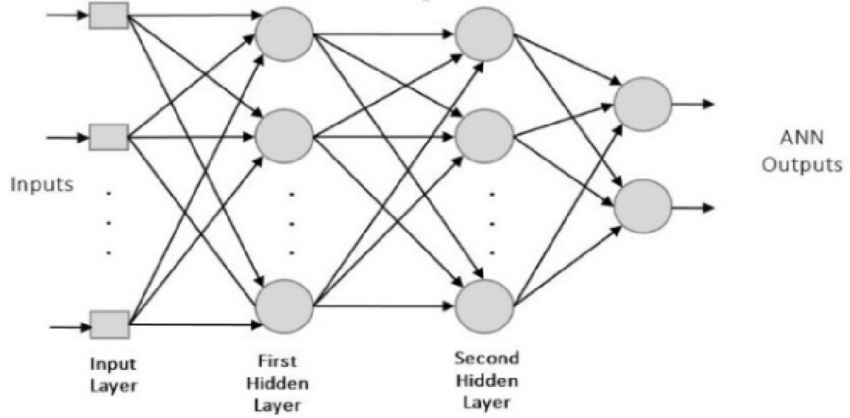 Inputs
ANN
Outputs
Input
Layer
First
Hidden
Layer
Second
Hidden
Layer